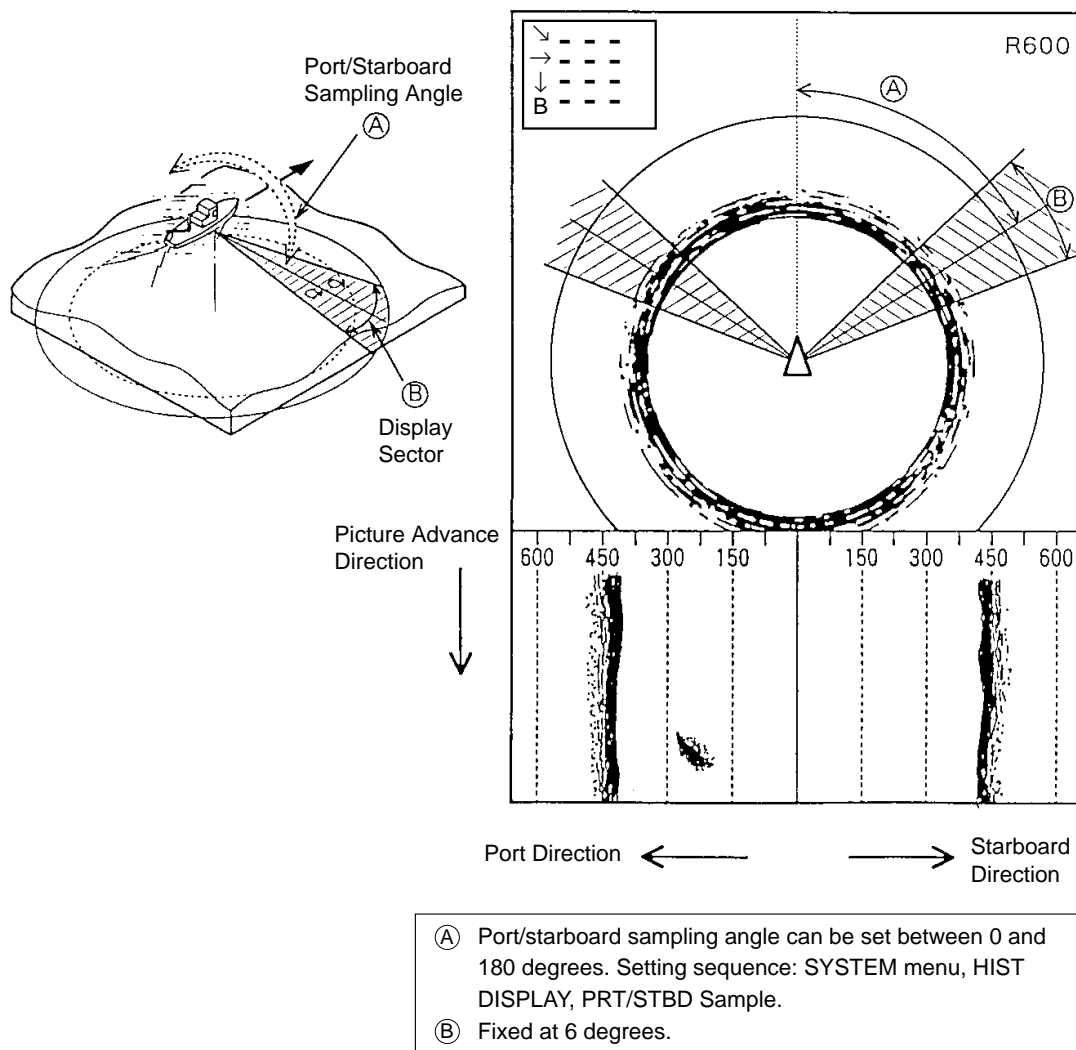 Port/Starboard
Sampling Angle
A
B
Display
Sector
↘ - - -
→ - - -
↓ - - -
B - - -
R600
A
B
Picture Advance
Direction
600 450 300 150 150 300 450 600
Port Direction
Starboard
Direction
A Port/starboard sampling angle can be set between 0 and
180 degrees. Setting sequence: SYSTEM menu, HIST
DISPLAY, PRT/STBD Sample.
B Fixed at 6 degrees.